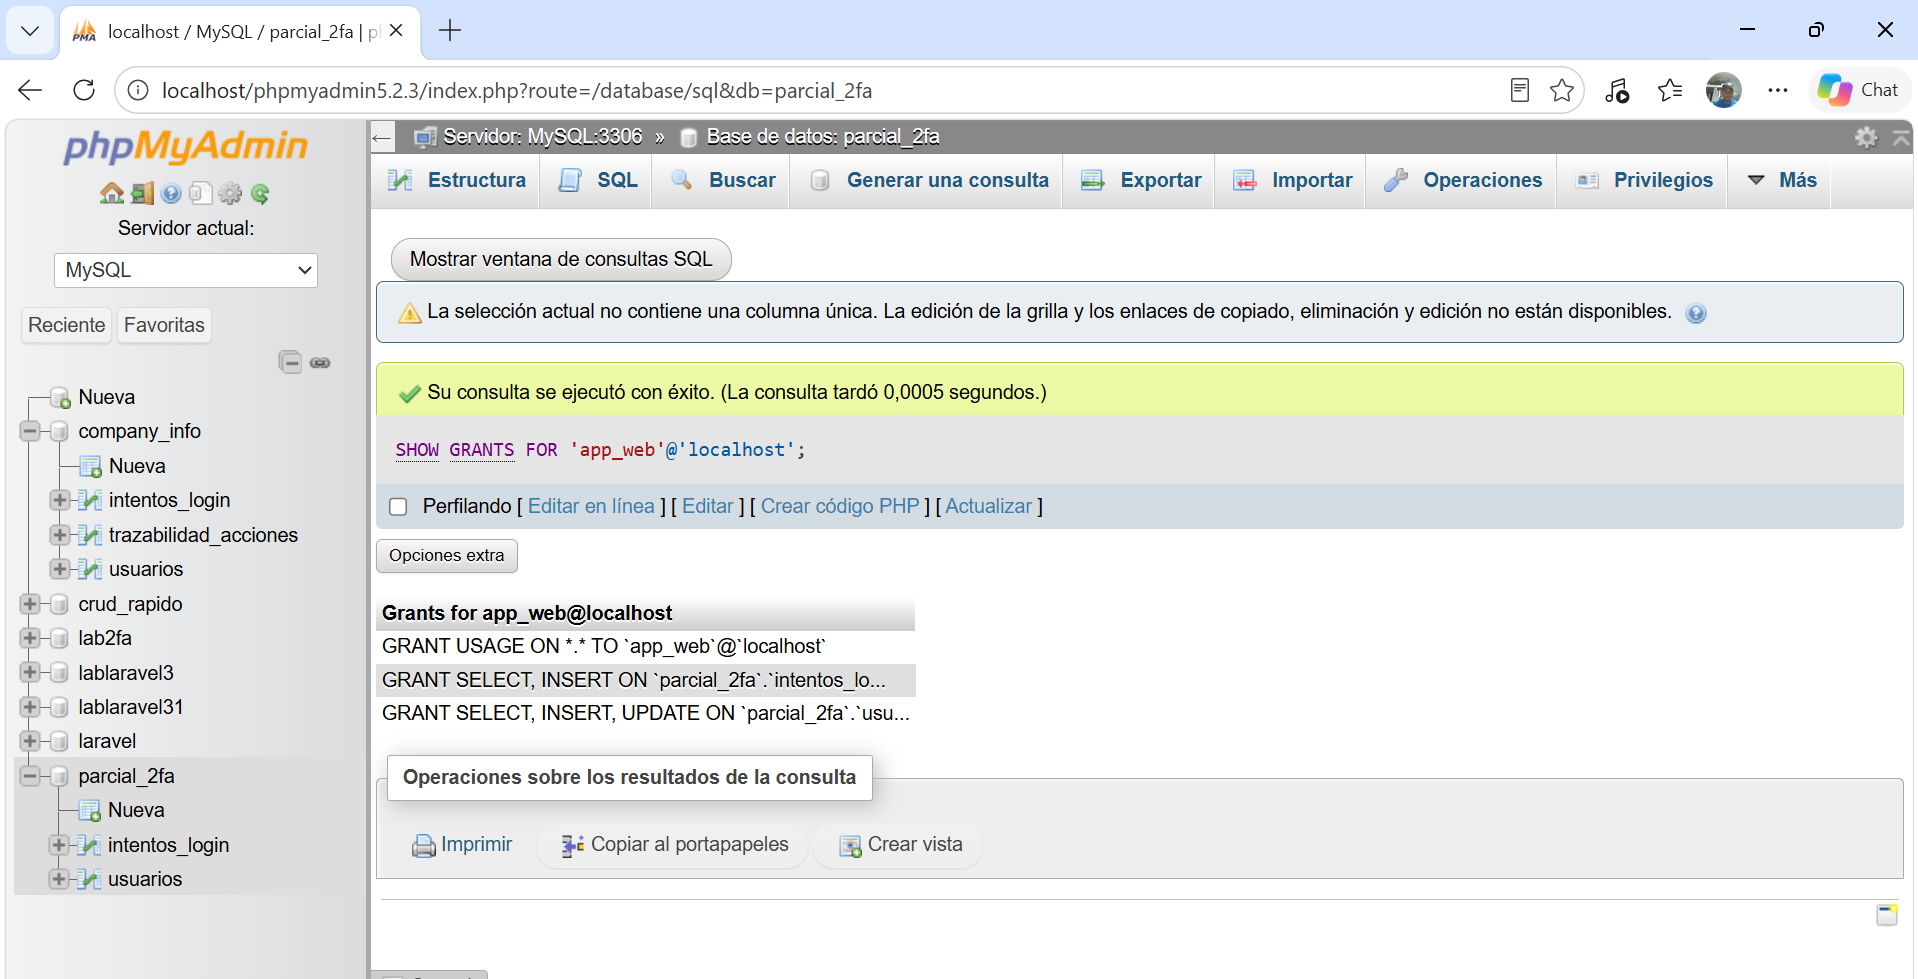 localhost / MySQL / parcial_2fa | p
localhost/phpmyadmin5.2.3/index.php?route=/database/sql&db=parcial_2fa
Chat
phpMyAdmin
Servidor actual:
MySQL
Reciente
Favoritas
Nueva
company_info
Nueva
intentos_login
trazabilidad_acciones
usuarios
crud_rapido
lab2fa
lablaravel3
lablaravel31
laravel
parcial_2fa
Nueva
intentos_login
usuarios
Servidor: MySQL:3306 » Base de datos: parcial_2fa
Estructura
SQL
Buscar
Generar una consulta
Exportar
Importar
Operaciones
Privilegios
Más
Mostrar ventana de consultas SQL
La selección actual no contiene una columna única. La edición de la grilla y los enlaces de copiado, eliminación y edición no están disponibles.
Su consulta se ejecutó con éxito. (La consulta tardó 0,0005 segundos.)
SHOW GRANTS FOR 'app_web'@'localhost';
Perfilando [ Editar en línea ] [ Editar ] [ Crear código PHP ] [ Actualizar ]
Opciones extra
Grants for app_web@localhost
GRANT USAGE ON *.* TO `app_web`@`localhost`
GRANT SELECT, INSERT ON `parcial_2fa`.`intentos_lo...
GRANT SELECT, INSERT, UPDATE ON `parcial_2fa`.`usu...
Operaciones sobre los resultados de la consulta
Imprimir
Copiar al portapapeles
Crear vista